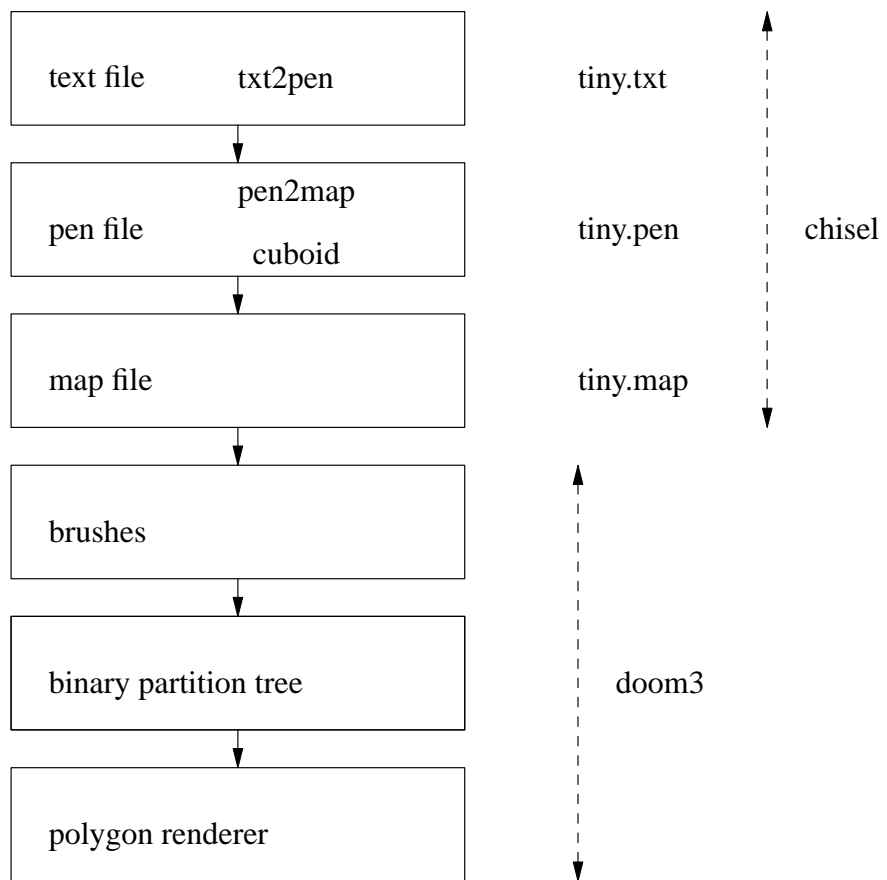 text file txt2pen tiny.txt
pen2map
pen file tiny.pen chisel
cuboid
map file tiny.map
brushes
binary partition tree doom3
polygon renderer